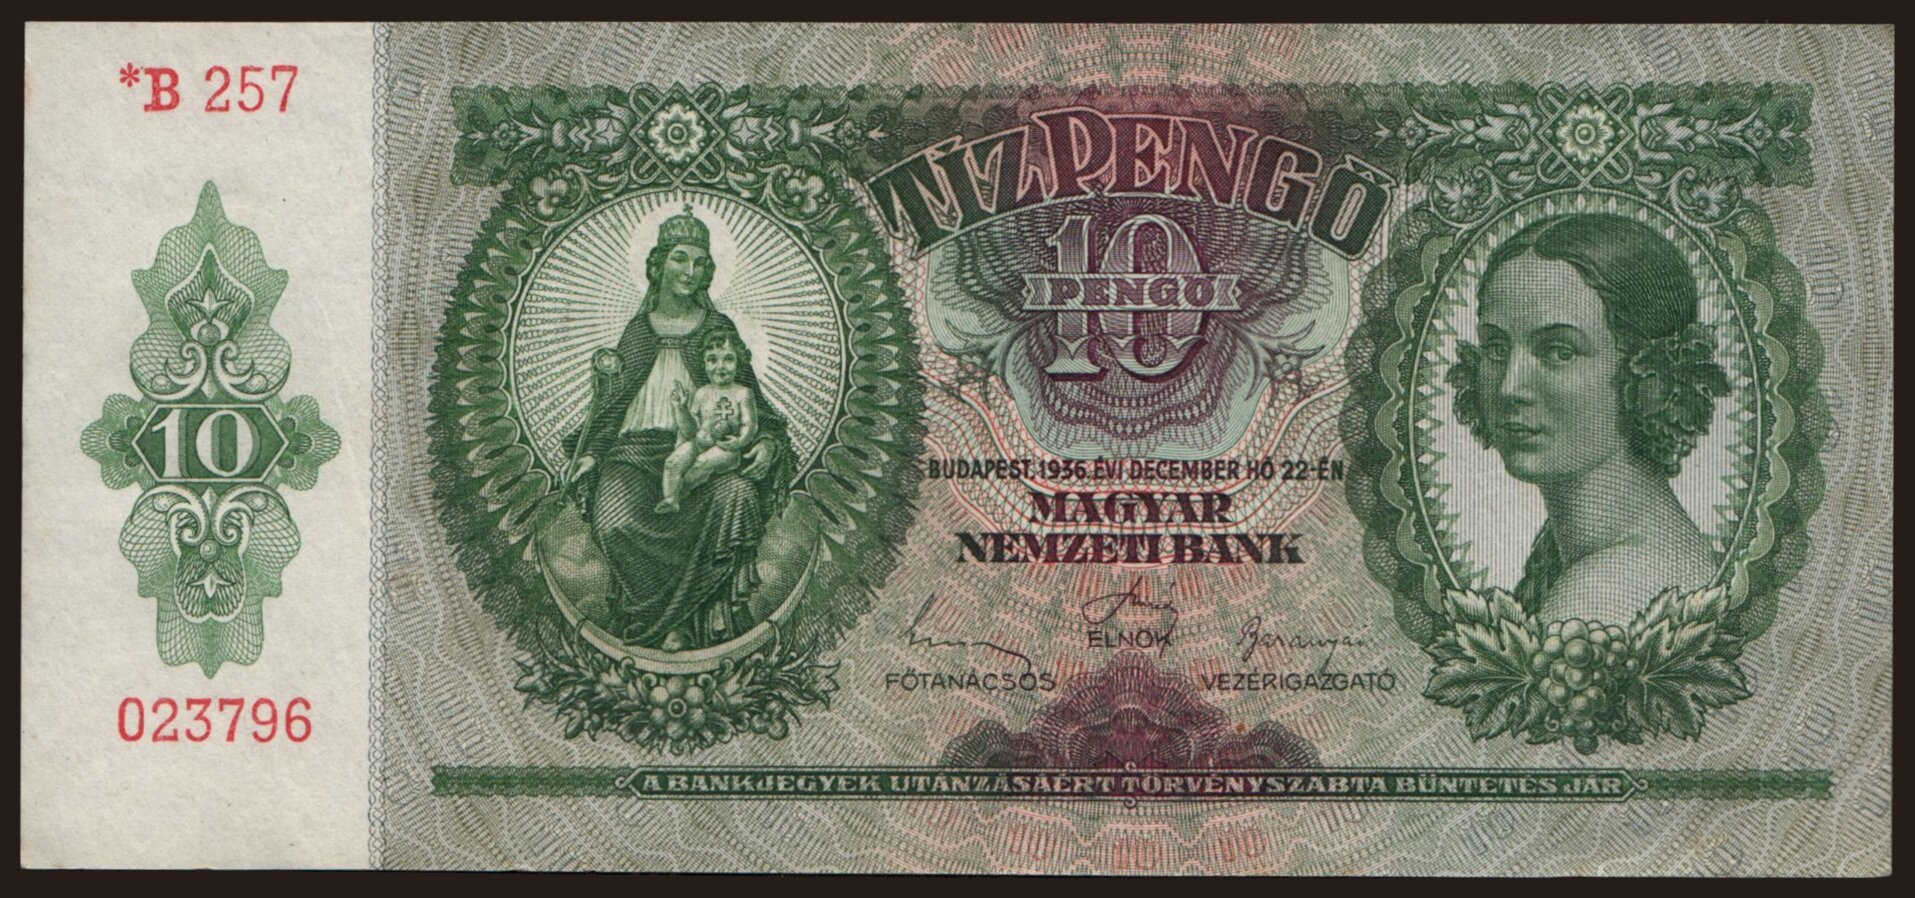 *B 257
10
023796
TÍZ PENGŐ
10
PENGŐ
BUDAPEST, 1936. ÉVI DECEMBER HÓ 22-ÉN
MAGYAR
NEMZETI BANK
ELNÖK
Baranyai
FŐTANÁCSOS
VEZÉRIGAZGATÓ
A BANKJEGYEK UTÁNZÁSÁÉRT TÖRVÉNYSZABTA BÜNTETÉS JÁR